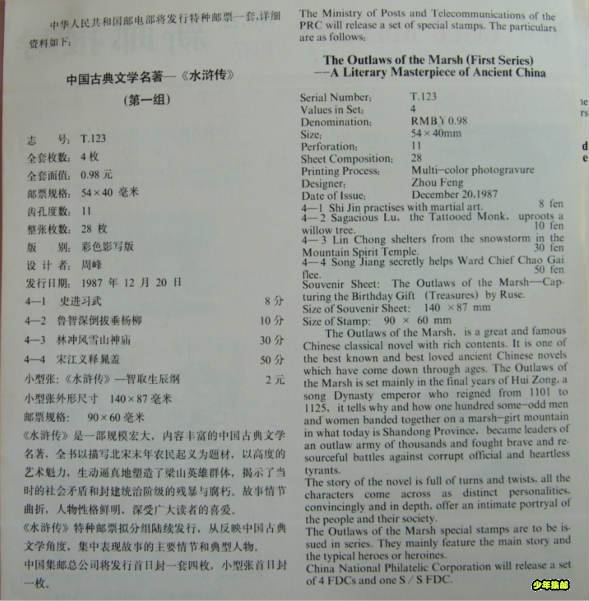 中华人民共和国邮电部将发行特种邮票一套,详细
资料如下:
中国古典文学名著—《水浒传》
(第一组)
志 号: T.123
全套枚数: 4 枚
全套面值: 0.98 元
邮票规格: 54×40 毫米
齿孔度数: 11
整张枚数: 28 枚
版 别: 彩色影写版
设 计 者: 周峰
发行日期: 1987 年 12 月 20 日
4—1 史进习武 8 分
4—2 鲁智深倒拔垂杨柳 10 分
4—3 林冲风雪山神庙 30 分
4—4 宋江义释晁盖 50 分
小型张:《水浒传》—智取生辰纲 2 元
小型张外形尺寸 140×87 毫米
邮票规格: 90×60 毫米
《水浒传》是一部规模宏大，内容丰富的中国古典文学
名著，全书以描写北宋末年农民起义为题材，以高度的
艺术魅力，生动逼真地塑造了梁山英雄群体，揭示了当
时的社会矛盾和封建统治阶级的残暴与腐朽。故事情节
曲折，人物性格鲜明，深受广大读者的喜爱。
《水浒传》特种邮票拟分组陆续发行，从反映中国古典
文学角度，集中表现故事的主要情节和典型人物。
中国集邮总公司将发行首日封一套四枚，小型张首日封
一枚。
The Ministry of Posts and Telecommunications of the
PRC will release a set of special stamps. The particulars
are as follows:
The Outlaws of the Marsh (First Series)
—A Literary Masterpiece of Ancient China
Serial Number: T.123
Values in Set: 4
Denomination: RMB¥0.98
Size: 54×40mm
Perforation: 11
Sheet Composition: 28
Printing Process: Multi-color photogravure
Designer: Zhou Feng
Date of Issue: December 20,1987
4—1 Shi Jin practises with martial art. 8 fen
4—2 Sagacious Lu, the Tattooed Monk, uproots a
willow tree. 10 fen
4—3 Lin Chong shelters from the snowstorm in the
Mountain Spirit Temple. 30 fen
4—4 Song Jiang secretly helps Ward Chief Chao Gai
flee. 50 fen
Souvenir Sheet: The Outlaws of the Marsh—Cap-
turing the Birthday Gift (Treasures) by Ruse.
Size of Souvenir Sheet: 140 ×87 mm
Size of Stamp: 90 × 60 mm
The Outlaws of the Marsh, is a great and famous
Chinese classical novel with rich contents. It is one of
the best known and best loved ancient Chinese novels
which have come down through ages. The Outlaws of
the Marsh is set mainly in the final years of Hui Zong, a
song Dynasty emperor who reigned from 1101 to
1125, it tells why and how one hundred some-odd men
and women banded together on a marsh-girt mountain
in what today is Shandong Province, became leaders of
an outlaw army of thousands and fought brave and re-
sourceful battles against corrupt official and heartless
tyrants.
The story of the novel is full of turns and twists, all the
characters come across as distinct personalities,
convincingly and in depth, offer an intimate portryal of
the people and their society.
The Outlaws of the Marsh special stamps are to be is-
sued in series. They mainly feature the main story and
the typical heroes or heroines.
China National Philatelic Corporation will release a set
of 4 FDCs and one S／S FDC.
少年集邮